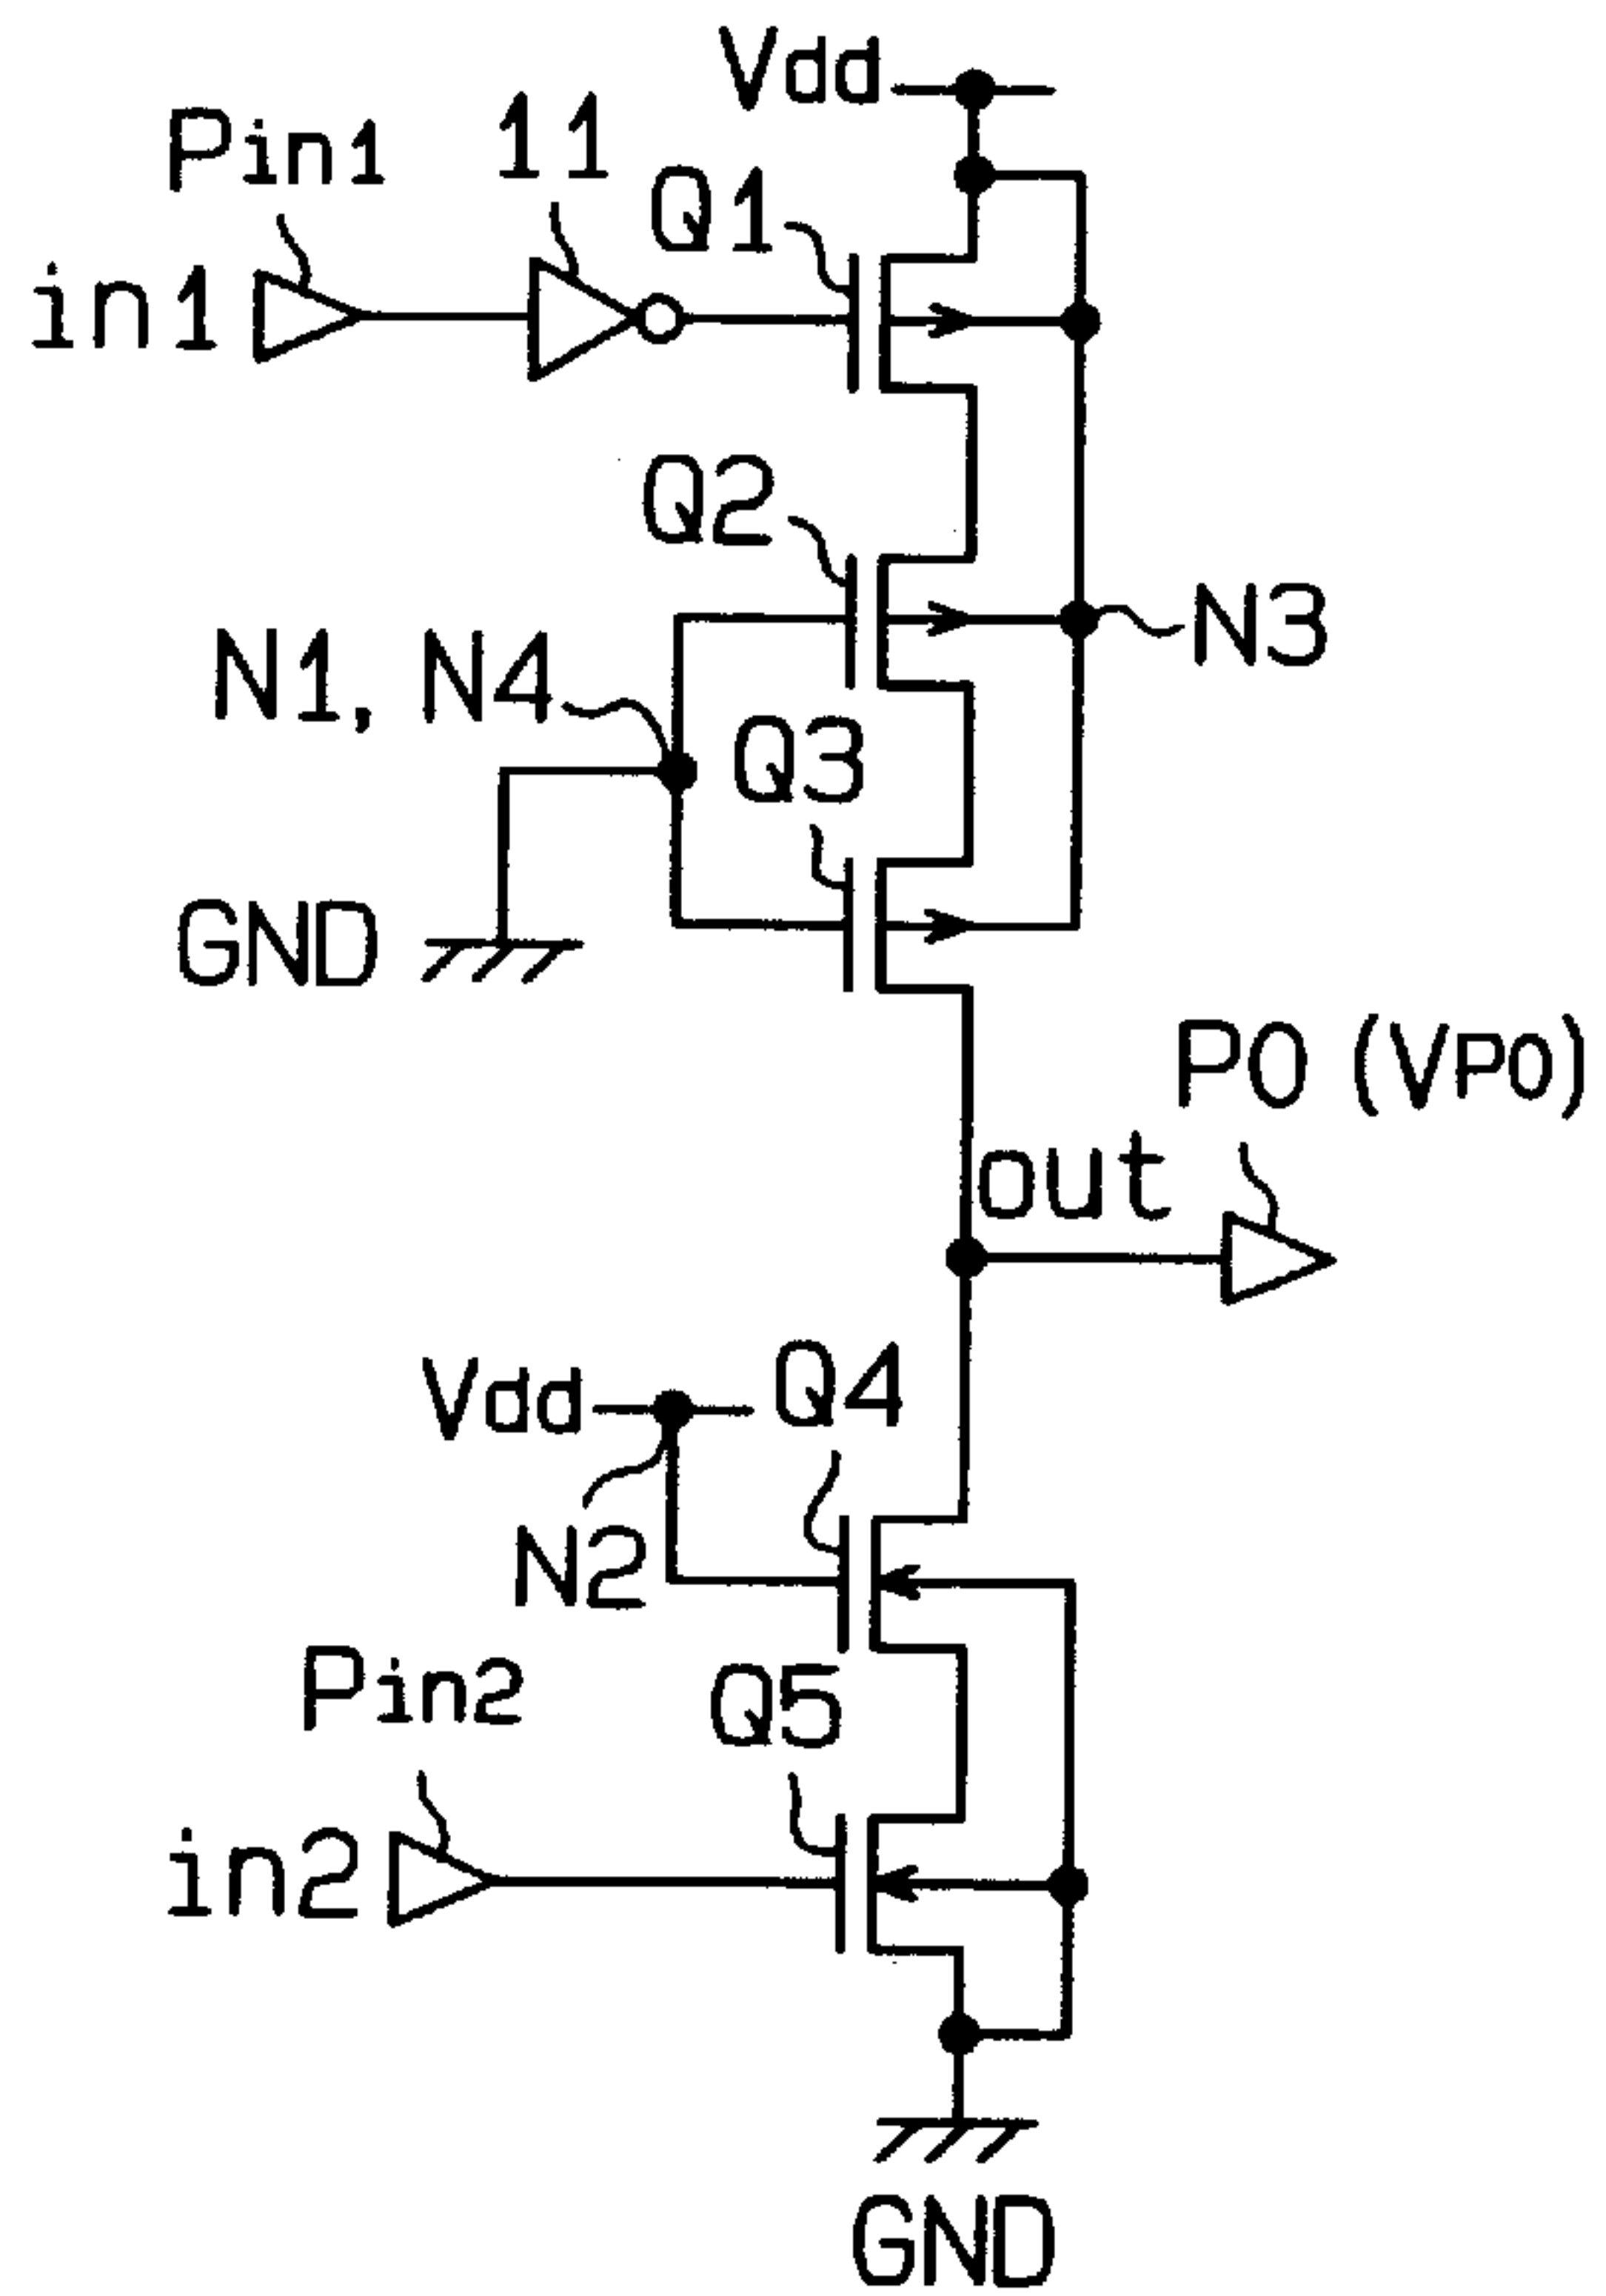 Vdd
Pin1
11
Q1
in1
Q2
N3
N1, N4
Q3
GND
P0 (VP0)
out
Vdd
Q4
N2
Pin2
Q5
in2
GND